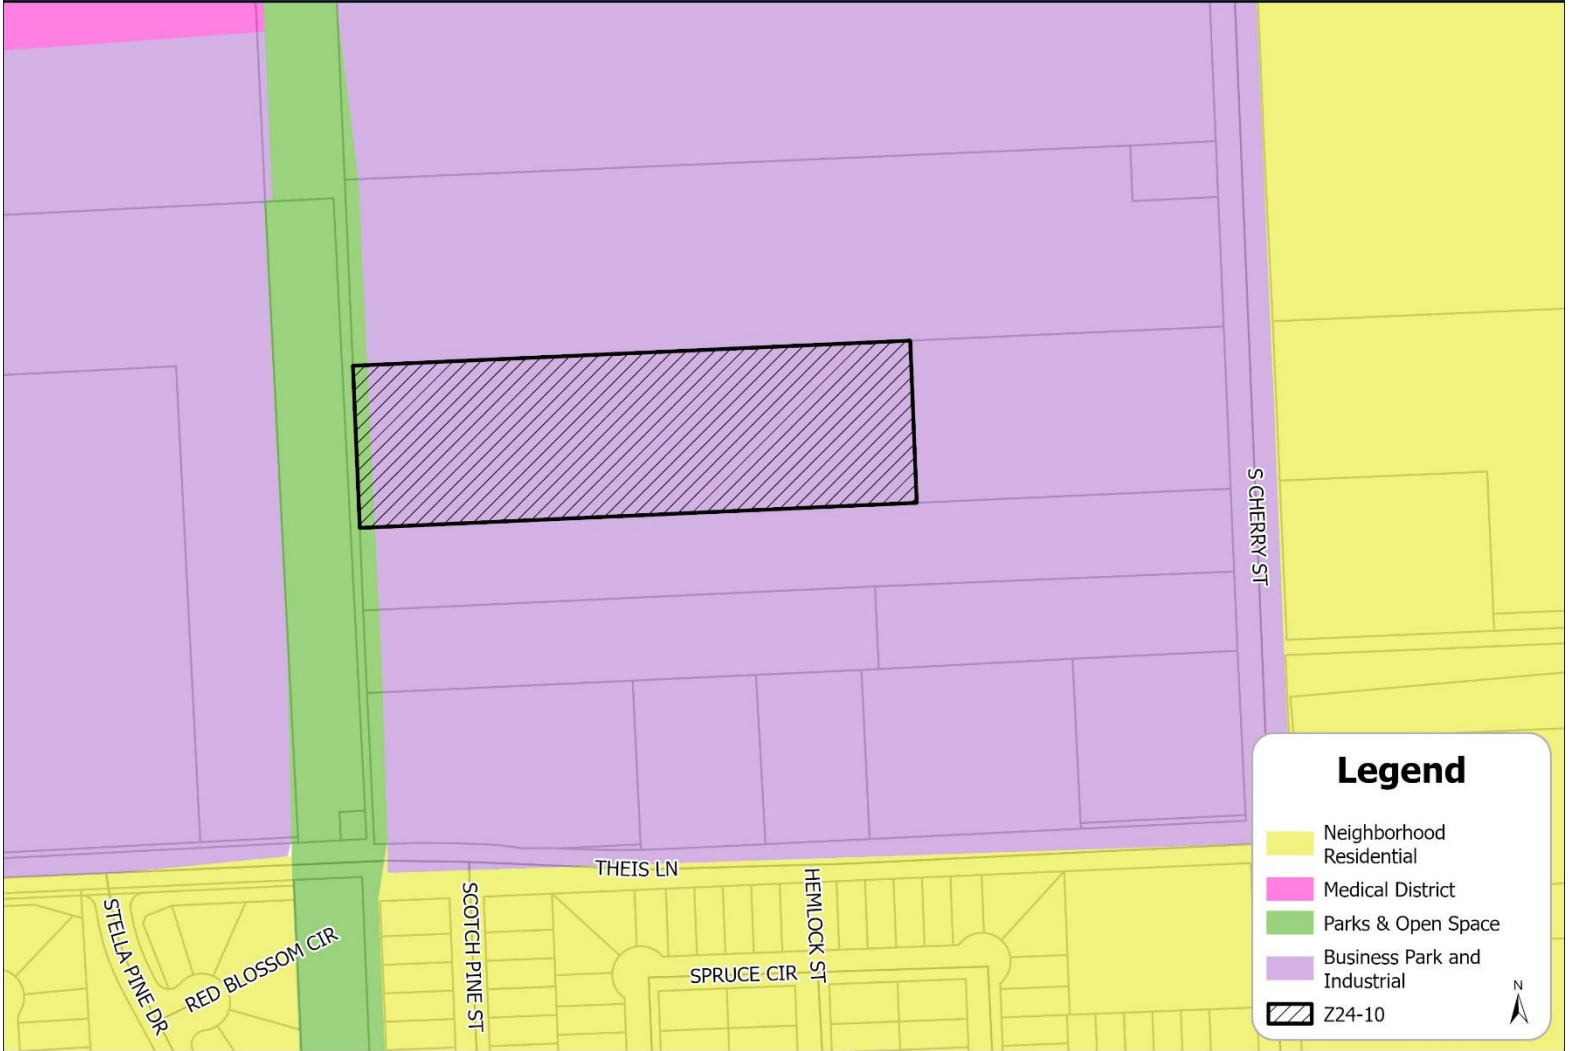 S CHERRY ST
THEIS LN
STELLA PINE DR
RED BLOSSOM CIR
SCOTCH PINE ST
HEMLOCK ST
SPRUCE CIR
Legend
Neighborhood
Residential
Medical District
Parks & Open Space
Business Park and
Industrial
Z24-10
N